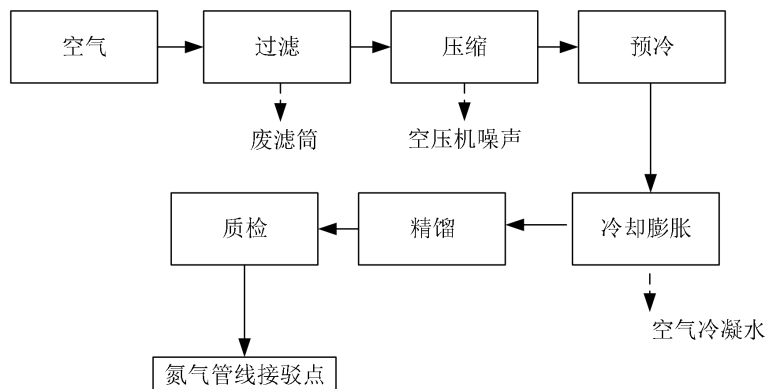 空气
过滤
压缩
预冷
废滤筒
空压机噪声
质检
精馏
冷却膨胀
空气冷凝水
氮气管线接驳点